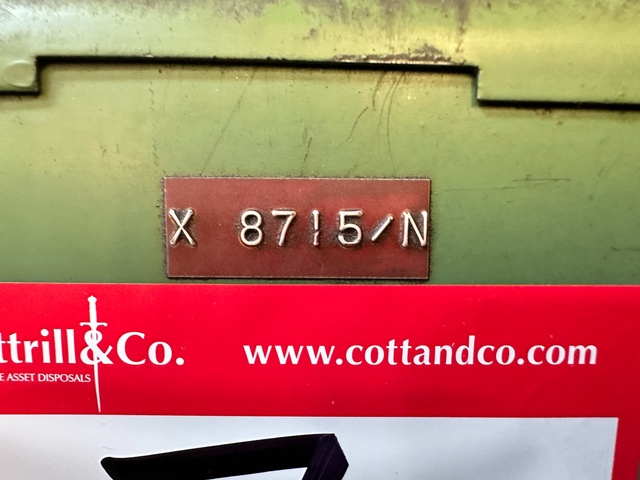 X 8715/N
ttrill&Co.
www.cottandco.com
E ASSET DISPOSALS